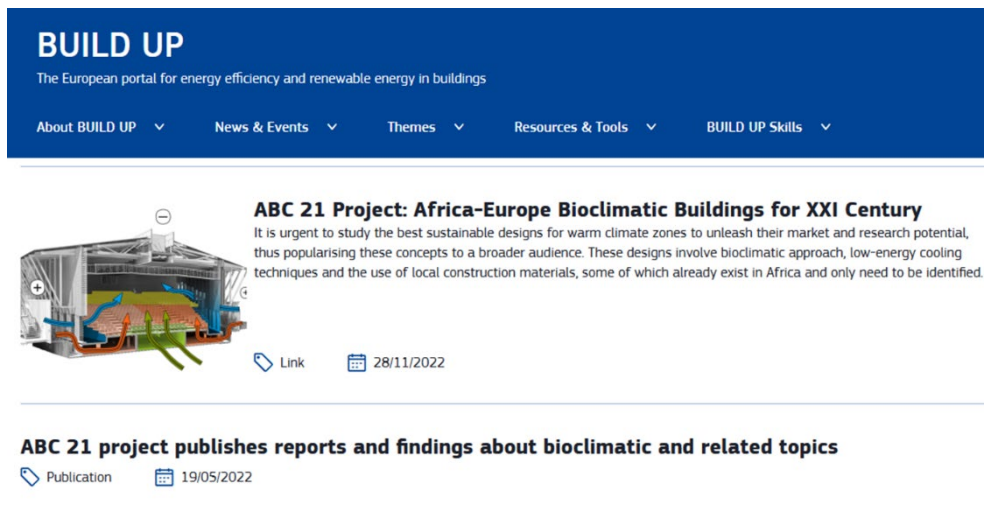 BUILD UP
The European portal for energy efficiency and renewable energy in buildings
About BUILD UP News & Events Themes Resources & Tools BUILD UP Skills
ABC 21 Project: Africa-Europe Bioclimatic Buildings for XXI Century
It is urgent to study the best sustainable designs for warm climate zones to unleash their market and research potential,
thus popularising these concepts to a broader audience. These designs involve bioclimatic approach, low-energy cooling
techniques and the use of local construction materials, some of which already exist in Africa and only need to be identified.
Link 28/11/2022
ABC 21 project publishes reports and findings about bioclimatic and related topics
Publication 19/05/2022